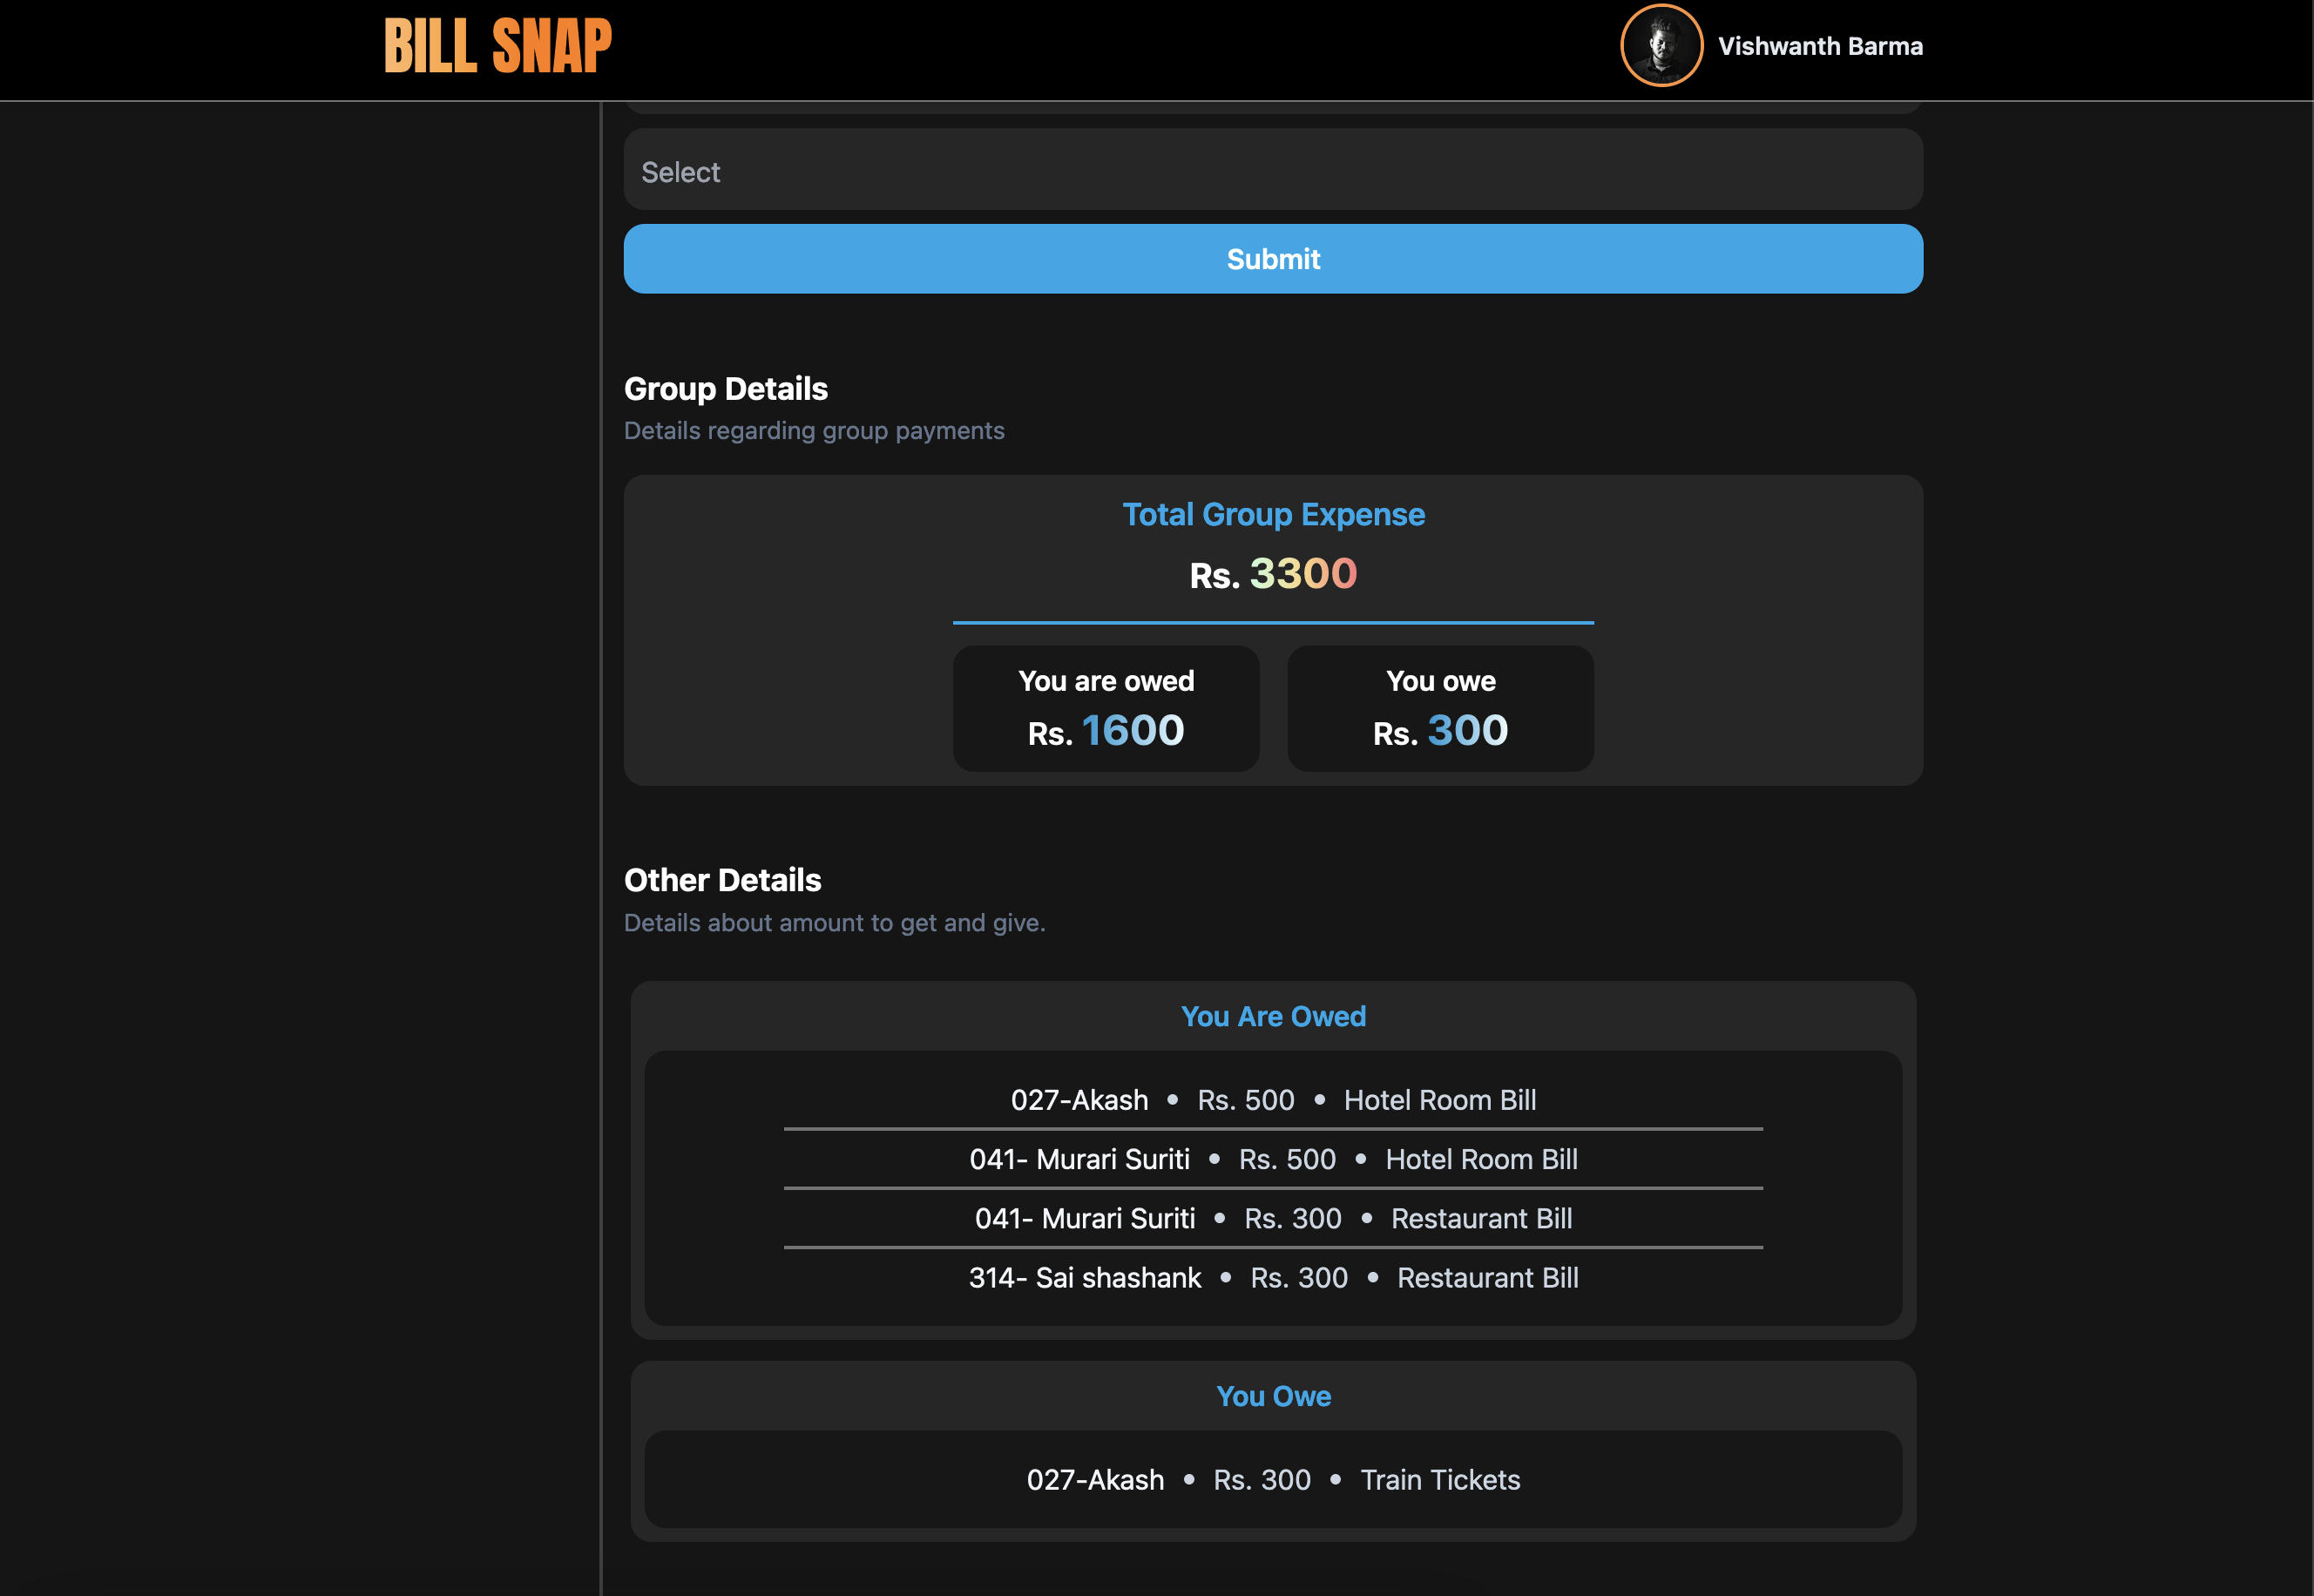 BILL SNAP
Vishwanth Barma
Select
Submit
Group Details
Details regarding group payments
Total Group Expense
Rs. 3300
You are owed
Rs. 1600
You owe
Rs. 300
Other Details
Details about amount to get and give.
You Are Owed
027-Akash • Rs. 500 • Hotel Room Bill
041- Murari Suriti • Rs. 500 • Hotel Room Bill
041- Murari Suriti • Rs. 300 • Restaurant Bill
314- Sai shashank • Rs. 300 • Restaurant Bill
You Owe
027-Akash • Rs. 300 • Train Tickets